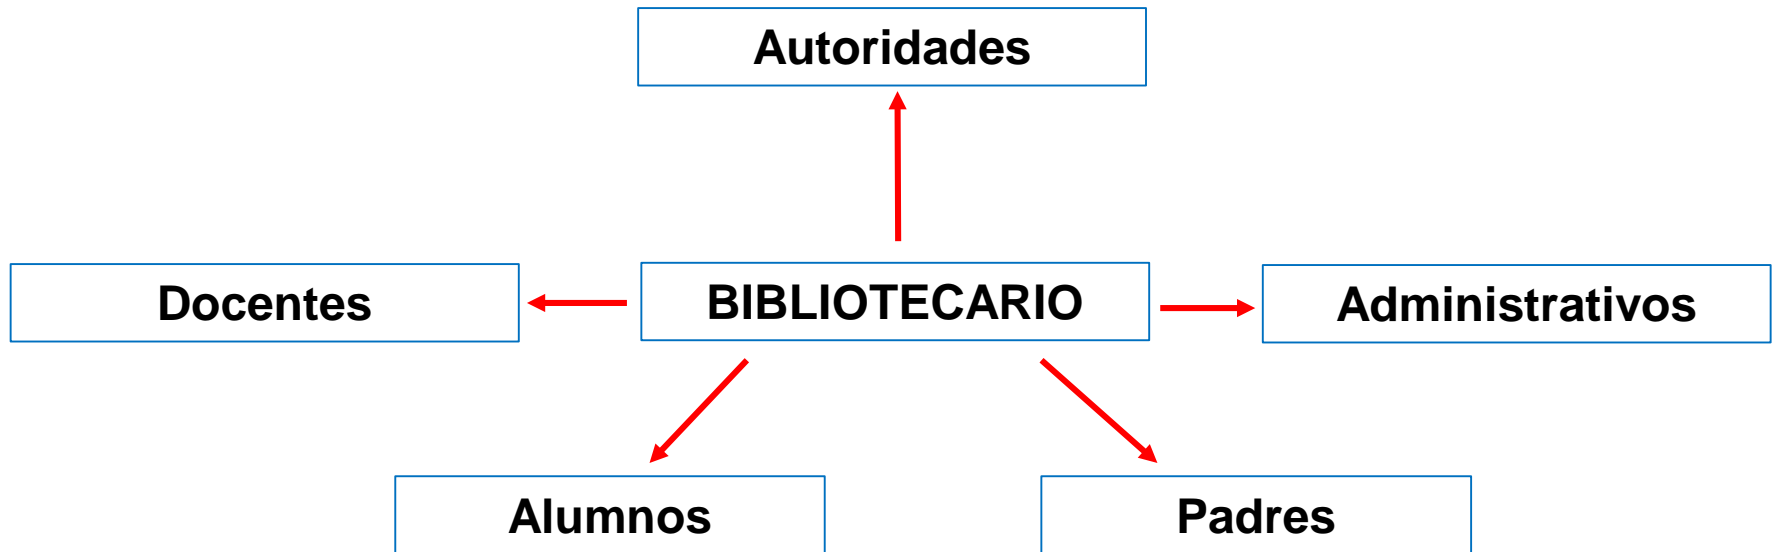 Autoridades
Docentes
BIBLIOTECARIO
Administrativos
Alumnos
Padres